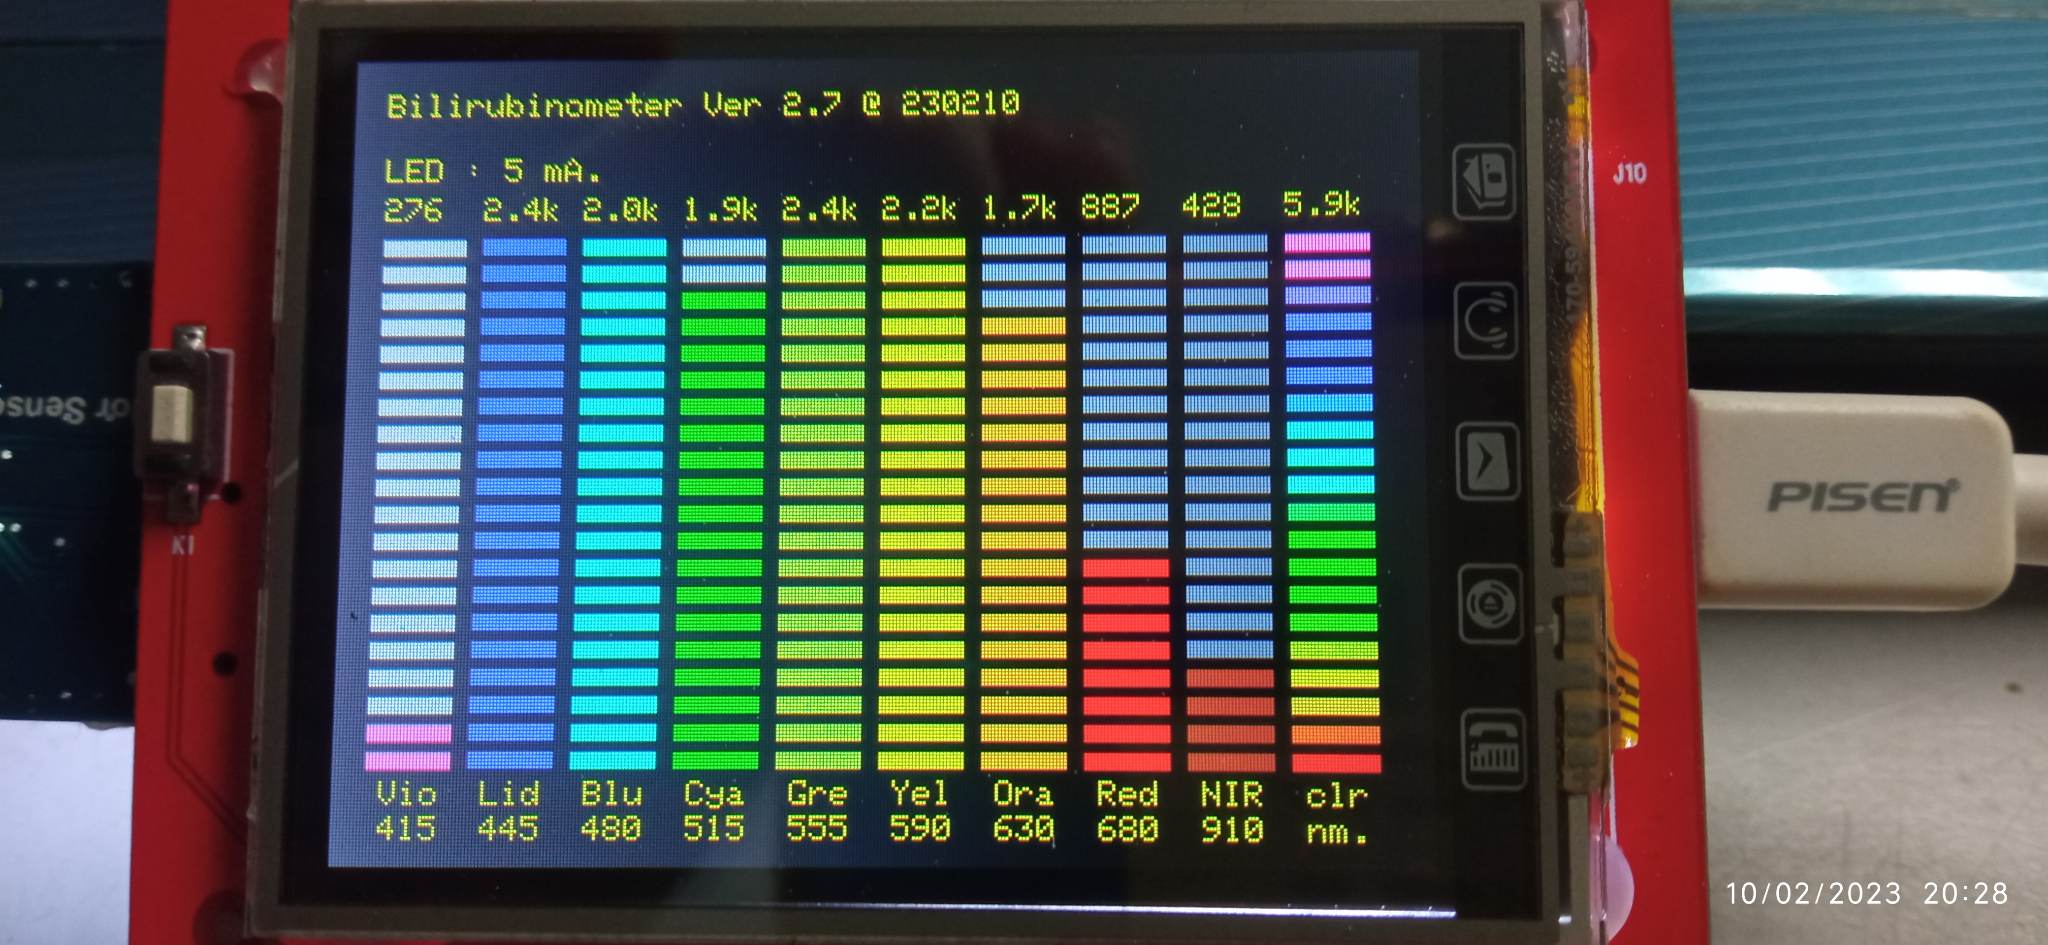 Bilirubinometer Ver 2.7 @ 230210
LED : 5 mA.
276 2.4k 2.0k 1.9k 2.4k 2.2k 1.7k 887 428 5.9k
Vio Lid Blu Cya Gre Yel Ora Red NIR clr
415 445 480 515 555 590 630 680 910 nm.
K1
J10
PISEN
10/02/2023 20:28